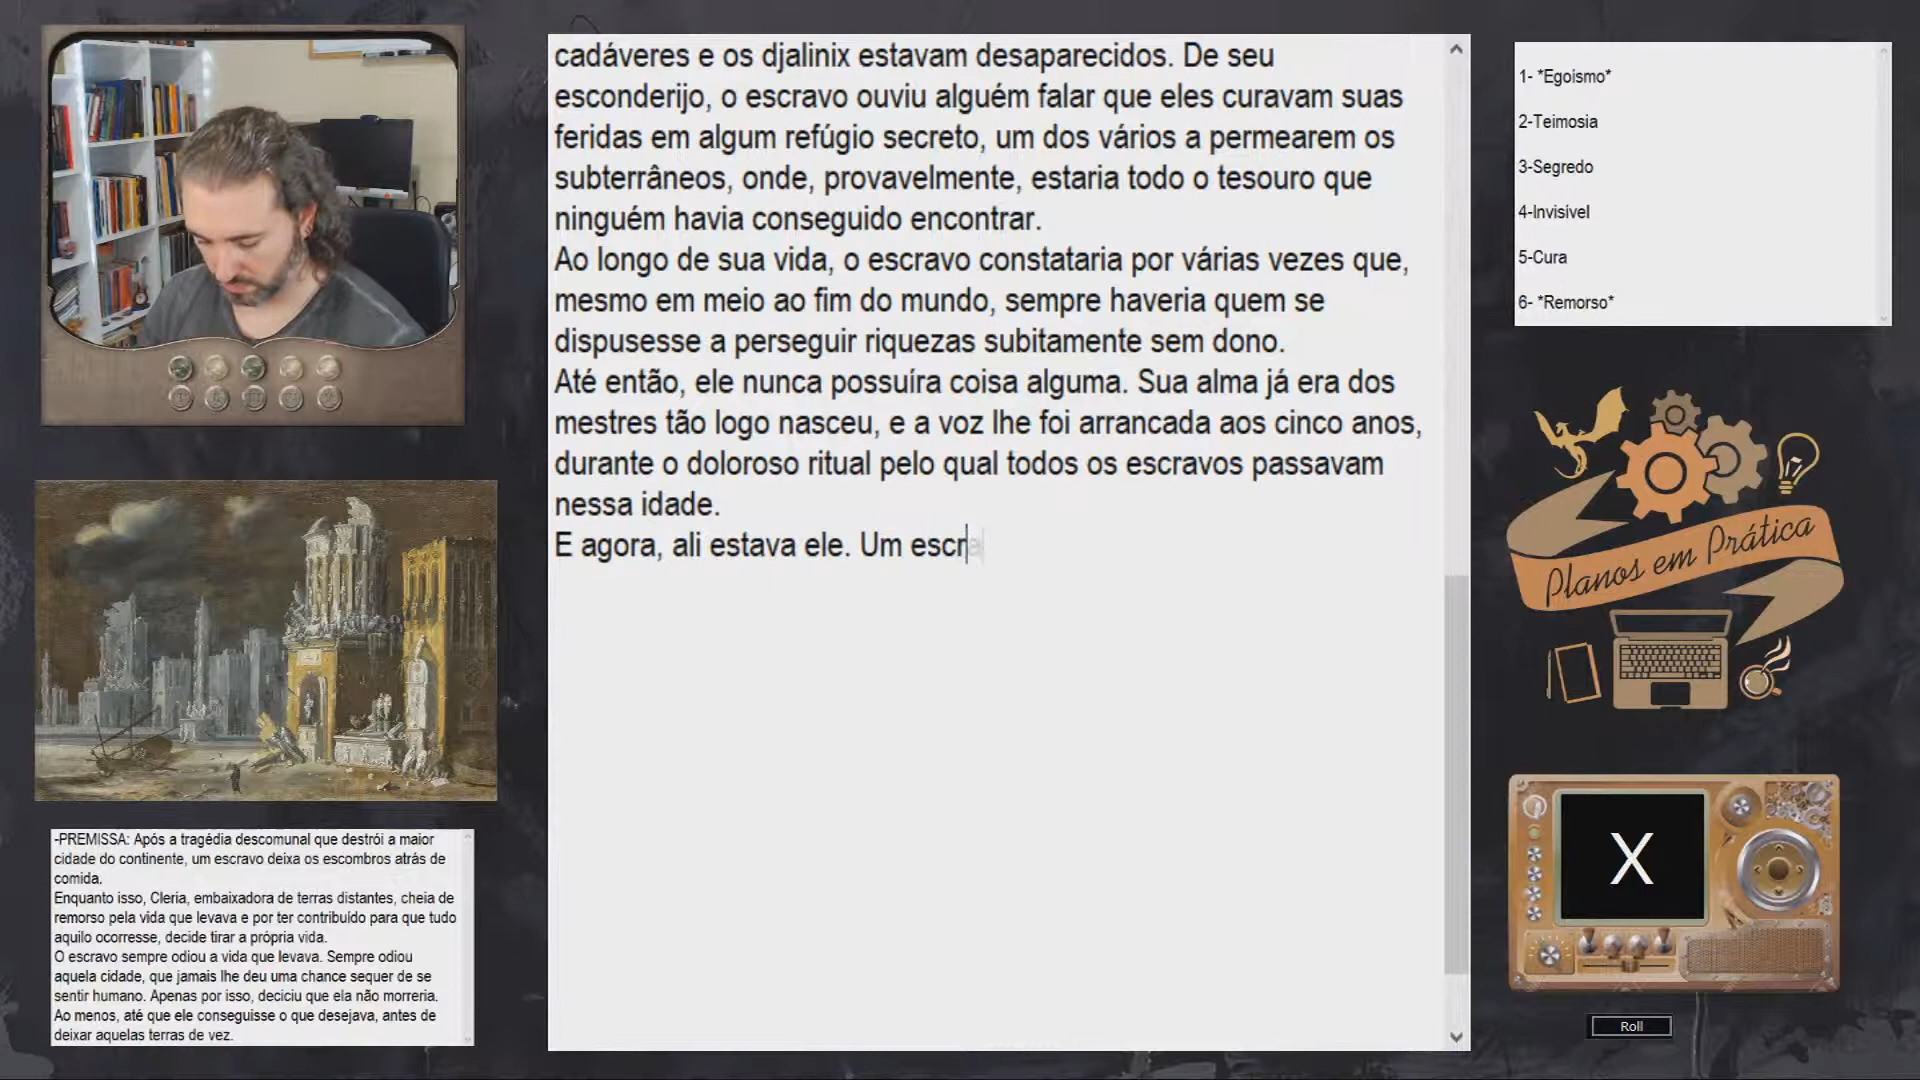 cadáveres e os djalinix estavam desaparecidos. De seu
esconderijo, o escravo ouviu alguém falar que eles curavam suas
feridas em algum refúgio secreto, um dos vários a permearem os
subterrâneos, onde, provavelmente, estaria todo o tesouro que
ninguém havia conseguido encontrar.
Ao longo de sua vida, o escravo constataria por várias vezes que,
mesmo em meio ao fim do mundo, sempre haveria quem se
dispusesse a perseguir riquezas subitamente sem dono.
Até então, ele nunca possuíra coisa alguma. Sua alma já era dos
mestres tão logo nasceu, e a voz lhe foi arrancada aos cinco anos,
durante o doloroso ritual pelo qual todos os escravos passavam
nessa idade.
E agora, ali estava ele. Um escra
1- *Egoismo*
2-Teimosia
3-Segredo
4-Invisível
5-Cura
6- *Remorso*
Planos em Prática
X
Roll
-PREMISSA: Após a tragédia descomunal que destrói a maior
cidade do continente, um escravo deixa os escombros atrás de
comida.
Enquanto isso, Cleria, embaixadora de terras distantes, cheia de
remorso pela vida que levava e por ter contribuído para que tudo
aquilo ocorresse, decide tirar a própria vida.
O escravo sempre odiou a vida que levava. Sempre odiou
aquela cidade, que jamais lhe deu uma chance sequer de se
sentir humano. Apenas por isso, deciciu que ela não morreria.
Ao menos, até que ele conseguisse o que desejava, antes de
deixar aquelas terras de vez.